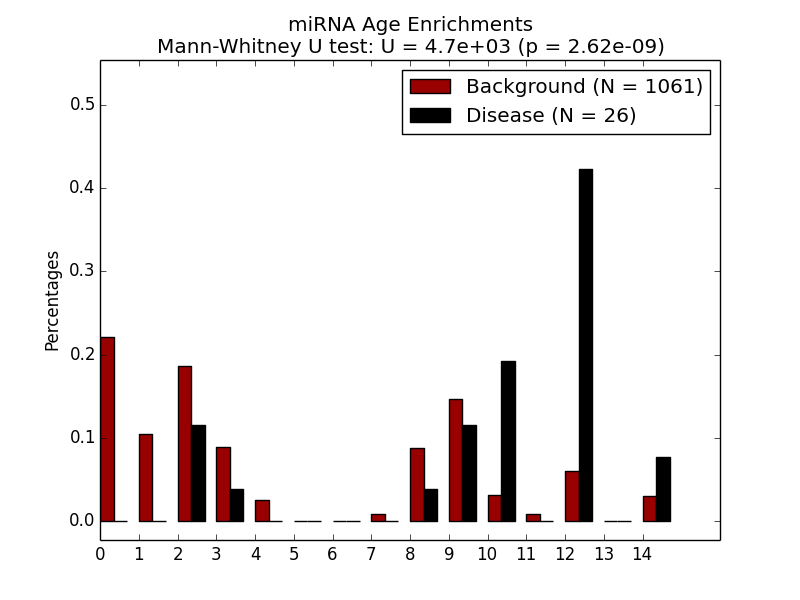 miRNA Age Enrichments
Mann-Whitney U test: U = 4.7e+03 (p = 2.62e-09)
Background (N = 1061)
Disease (N = 26)
Percentages
0.5
0.4
0.3
0.2
0.1
0.0
0 1 2 3 4 5 6 7 8 9 10 11 12 13 14